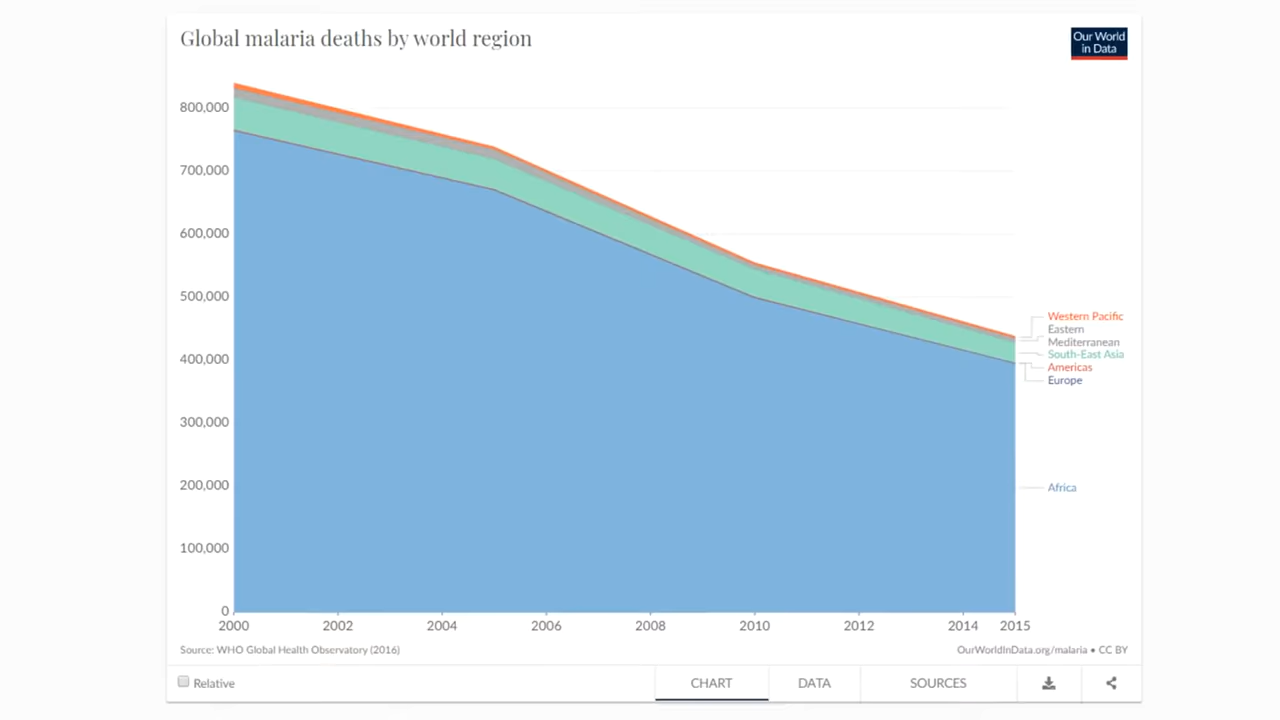 Global malaria deaths by world region
Our World
in Data
800,000
700,000
600,000
500,000
400,000
300,000
200,000
100,000
0
Western Pacific
Eastern
Mediterranean
South-East Asia
Americas
Europe
Africa
2000 2002 2004 2006 2008 2010 2012 2014 2015
Source: WHO Global Health Observatory (2016)
OurWorldInData.org/malaria • CC BY
Relative
CHART DATA SOURCES